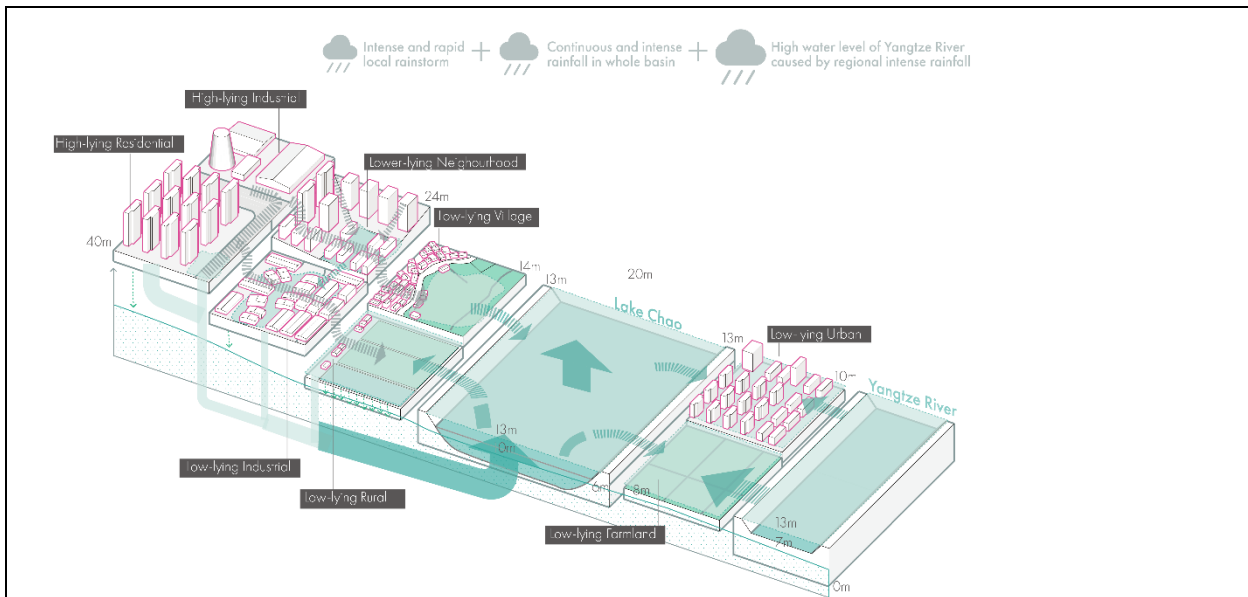 Intense and rapid
local rainstorm
+
Continuous and intense
rainfall in whole basin
+
High water level of Yangtze River
caused by regional intense rainfall
High-lying Industrial
High-lying Residential
Lower-lying Neighourhood
24m
Low-lying Village
40m
14m
13m
20m
Lake Chao
13m
Low-lying Urban
10m
Yangtze River
13m
0m
Low-lying Industrial
6m
8m
Low-lying Rural
Low-lying Farmland
13m
7m
0m